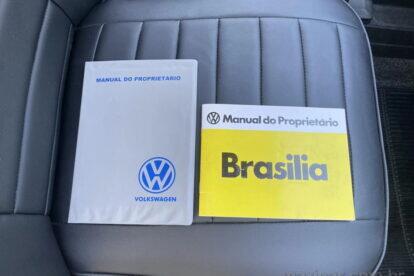 MANUAL DO PROPRIETÁRIO
VOLKSWAGEN
Manual do Proprietário
Brasilia